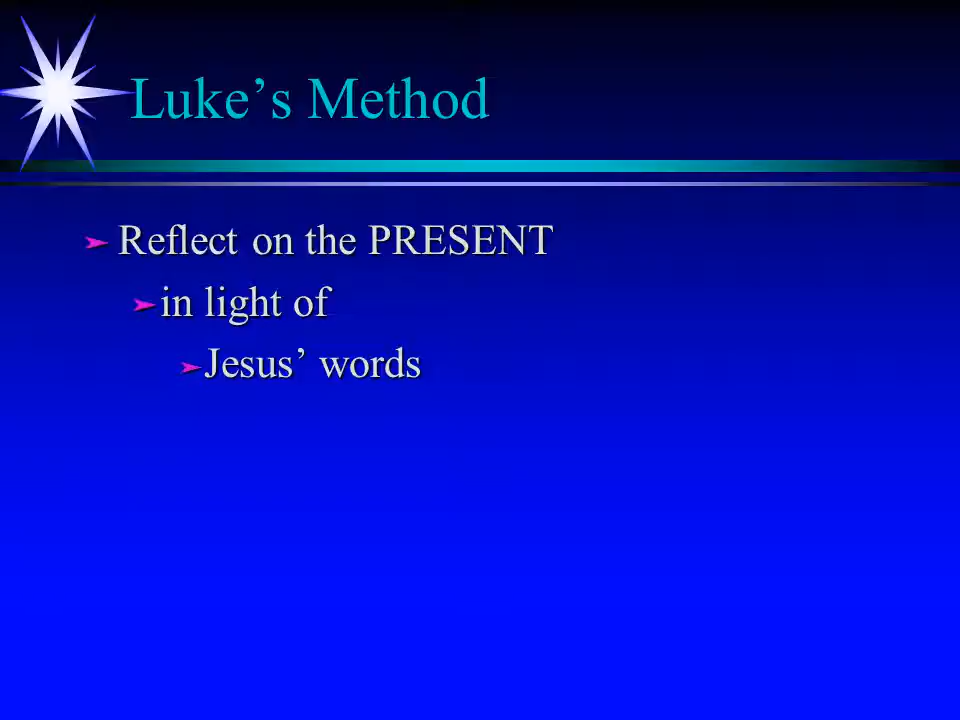 Luke’s Method
Reflect on the PRESENT
in light of
Jesus’ words